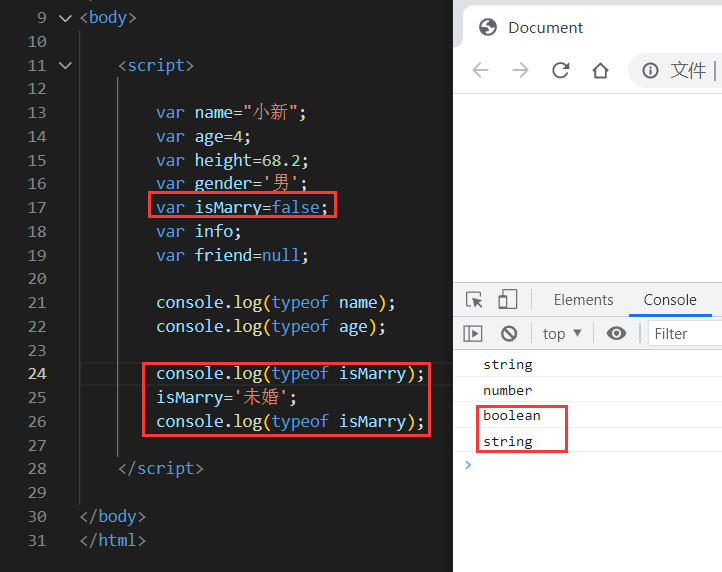 9 <body>
10
11 <script>
12
13 var name="小新";
14 var age=4;
15 var height=68.2;
16 var gender='男';
17 var isMarry=false;
18 var info;
19 var friend=null;
20
21 console.log(typeof name);
22 console.log(typeof age);
23
24 console.log(typeof isMarry);
25 isMarry='未婚';
26 console.log(typeof isMarry);
27
28 </script>
29
30 </body>
31 </html>
Document
文件
Elements Console
top Filter
string
number
boolean
string